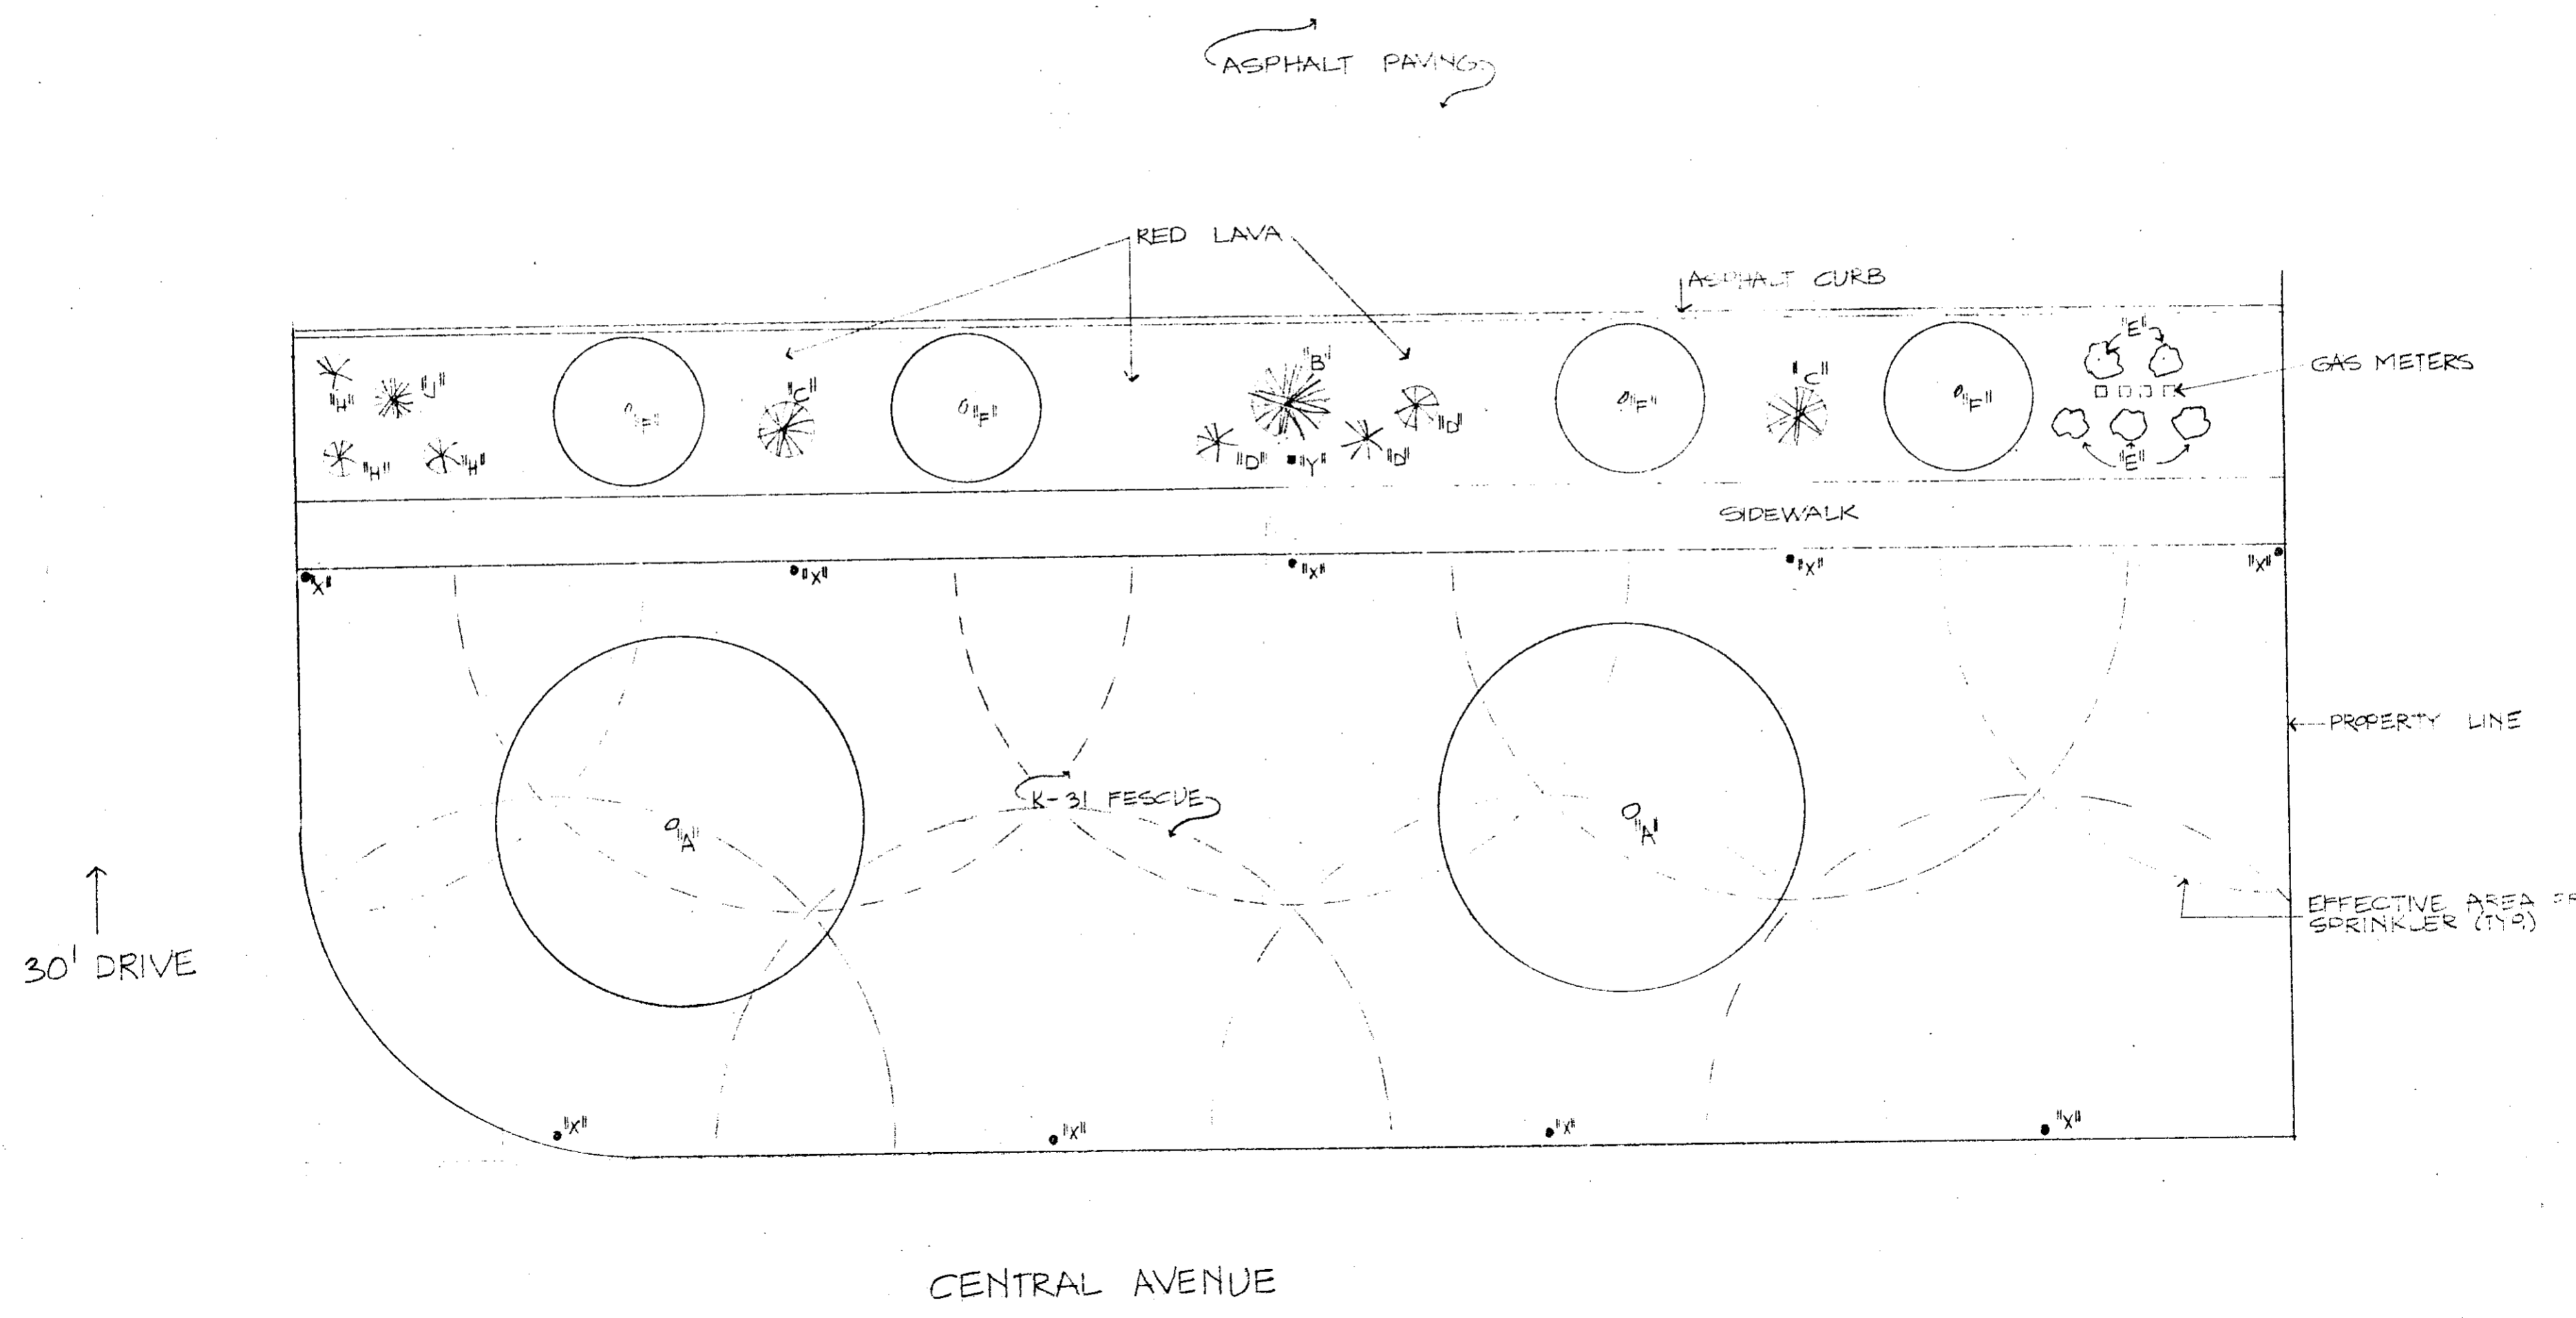 ASPHALT PAVING
RED LAVA
ASPHALT CURB
"E"
"B"
GAS METERS
"J"
"C"
"C"
"H"
"F"
"F"
"F"
"F"
"D"
"H"
"H"
"D"
"Y"
"D"
"E"
SIDEWALK
"X"
"X"
"X"
"X"
"X"
PROPERTY LINE
K-31 FESCUE
"A"
"A"
EFFECTIVE AREA
SPRINKLER (TYP.)
30' DRIVE
"X"
"X"
"X"
"X"
CENTRAL AVENUE